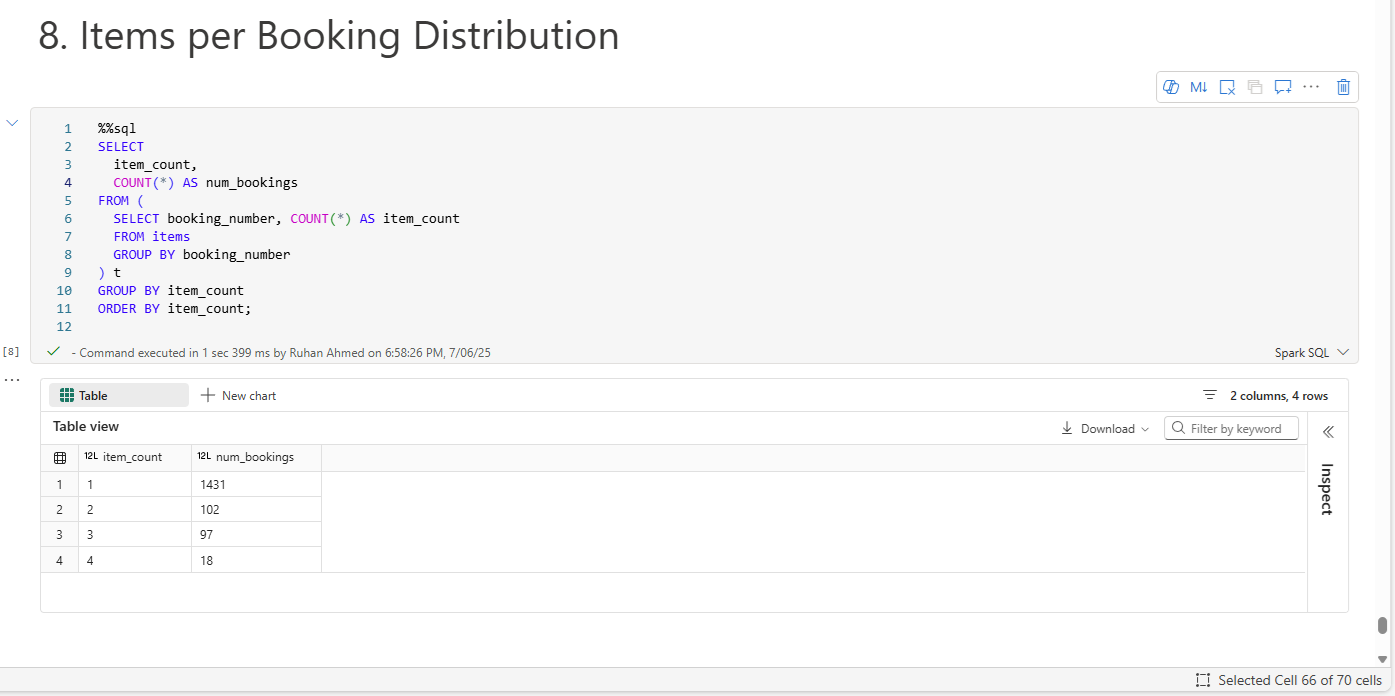 8. Items per Booking Distribution
M↓
1 %%sql
2 SELECT
3 item_count,
4 COUNT(*) AS num_bookings
5 FROM (
6 SELECT booking_number, COUNT(*) AS item_count
7 FROM items
8 GROUP BY booking_number
9 ) t
10 GROUP BY item_count
11 ORDER BY item_count;
12
[8] - Command executed in 1 sec 399 ms by Ruhan Ahmed on 6:58:26 PM, 7/06/25 Spark SQL
Table New chart 2 columns, 4 rows
Table view Download Filter by keyword
12L item_count 12L num_bookings
1 1 1431
2 2 102
3 3 97
4 4 18
Inspect
Selected Cell 66 of 70 cells